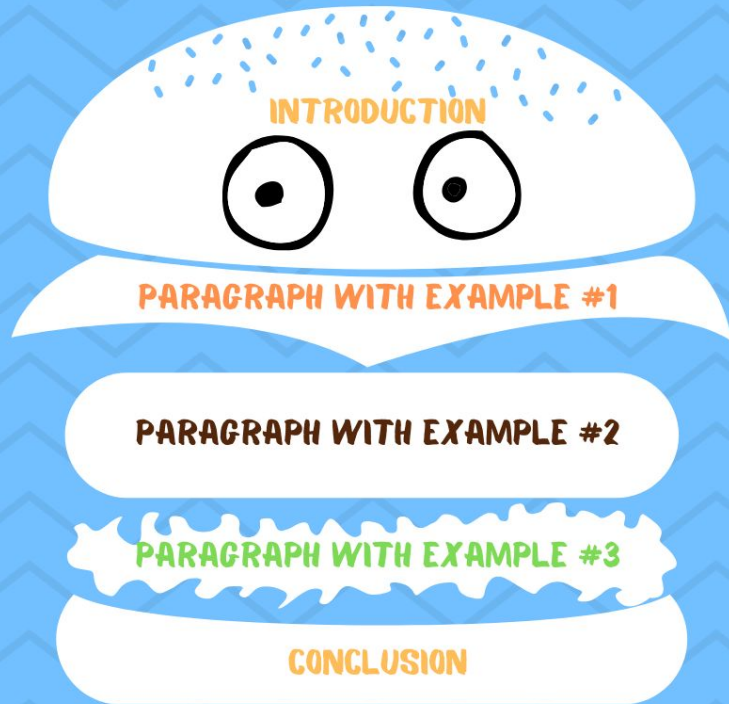 INTRODUCTION
PARAGRAPH WITH EXAMPLE #1
PARAGRAPH WITH EXAMPLE #2
PARAGRAPH WITH EXAMPLE #3
CONCLUSION